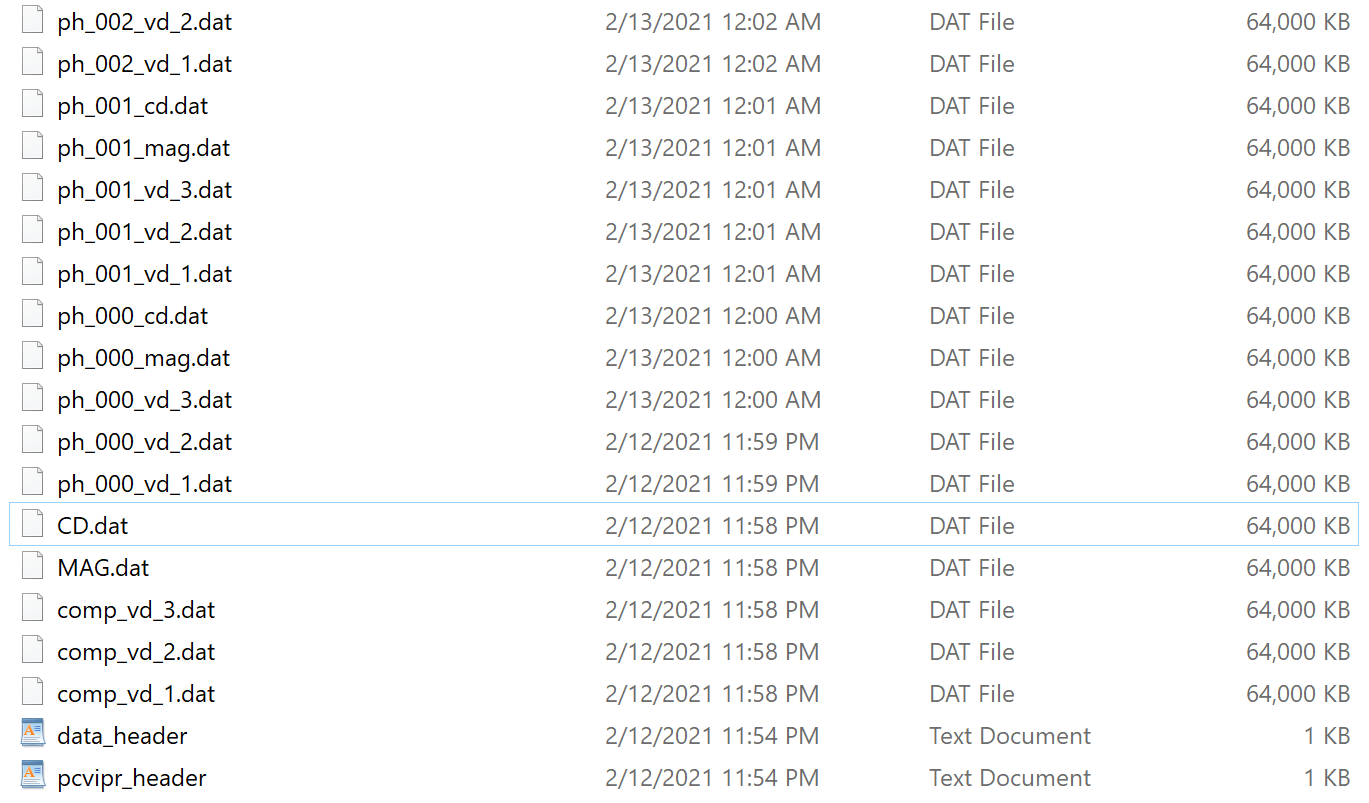 ph_002_vd_2.dat 2/13/2021 12:02 AM DAT File 64,000 KB
ph_002_vd_1.dat 2/13/2021 12:02 AM DAT File 64,000 KB
ph_001_cd.dat 2/13/2021 12:01 AM DAT File 64,000 KB
ph_001_mag.dat 2/13/2021 12:01 AM DAT File 64,000 KB
ph_001_vd_3.dat 2/13/2021 12:01 AM DAT File 64,000 KB
ph_001_vd_2.dat 2/13/2021 12:01 AM DAT File 64,000 KB
ph_001_vd_1.dat 2/13/2021 12:01 AM DAT File 64,000 KB
ph_000_cd.dat 2/13/2021 12:00 AM DAT File 64,000 KB
ph_000_mag.dat 2/13/2021 12:00 AM DAT File 64,000 KB
ph_000_vd_3.dat 2/13/2021 12:00 AM DAT File 64,000 KB
ph_000_vd_2.dat 2/12/2021 11:59 PM DAT File 64,000 KB
ph_000_vd_1.dat 2/12/2021 11:59 PM DAT File 64,000 KB
CD.dat 2/12/2021 11:58 PM DAT File 64,000 KB
MAG.dat 2/12/2021 11:58 PM DAT File 64,000 KB
comp_vd_3.dat 2/12/2021 11:58 PM DAT File 64,000 KB
comp_vd_2.dat 2/12/2021 11:58 PM DAT File 64,000 KB
comp_vd_1.dat 2/12/2021 11:58 PM DAT File 64,000 KB
data_header 2/12/2021 11:54 PM Text Document 1 KB
pcvipr_header 2/12/2021 11:54 PM Text Document 1 KB